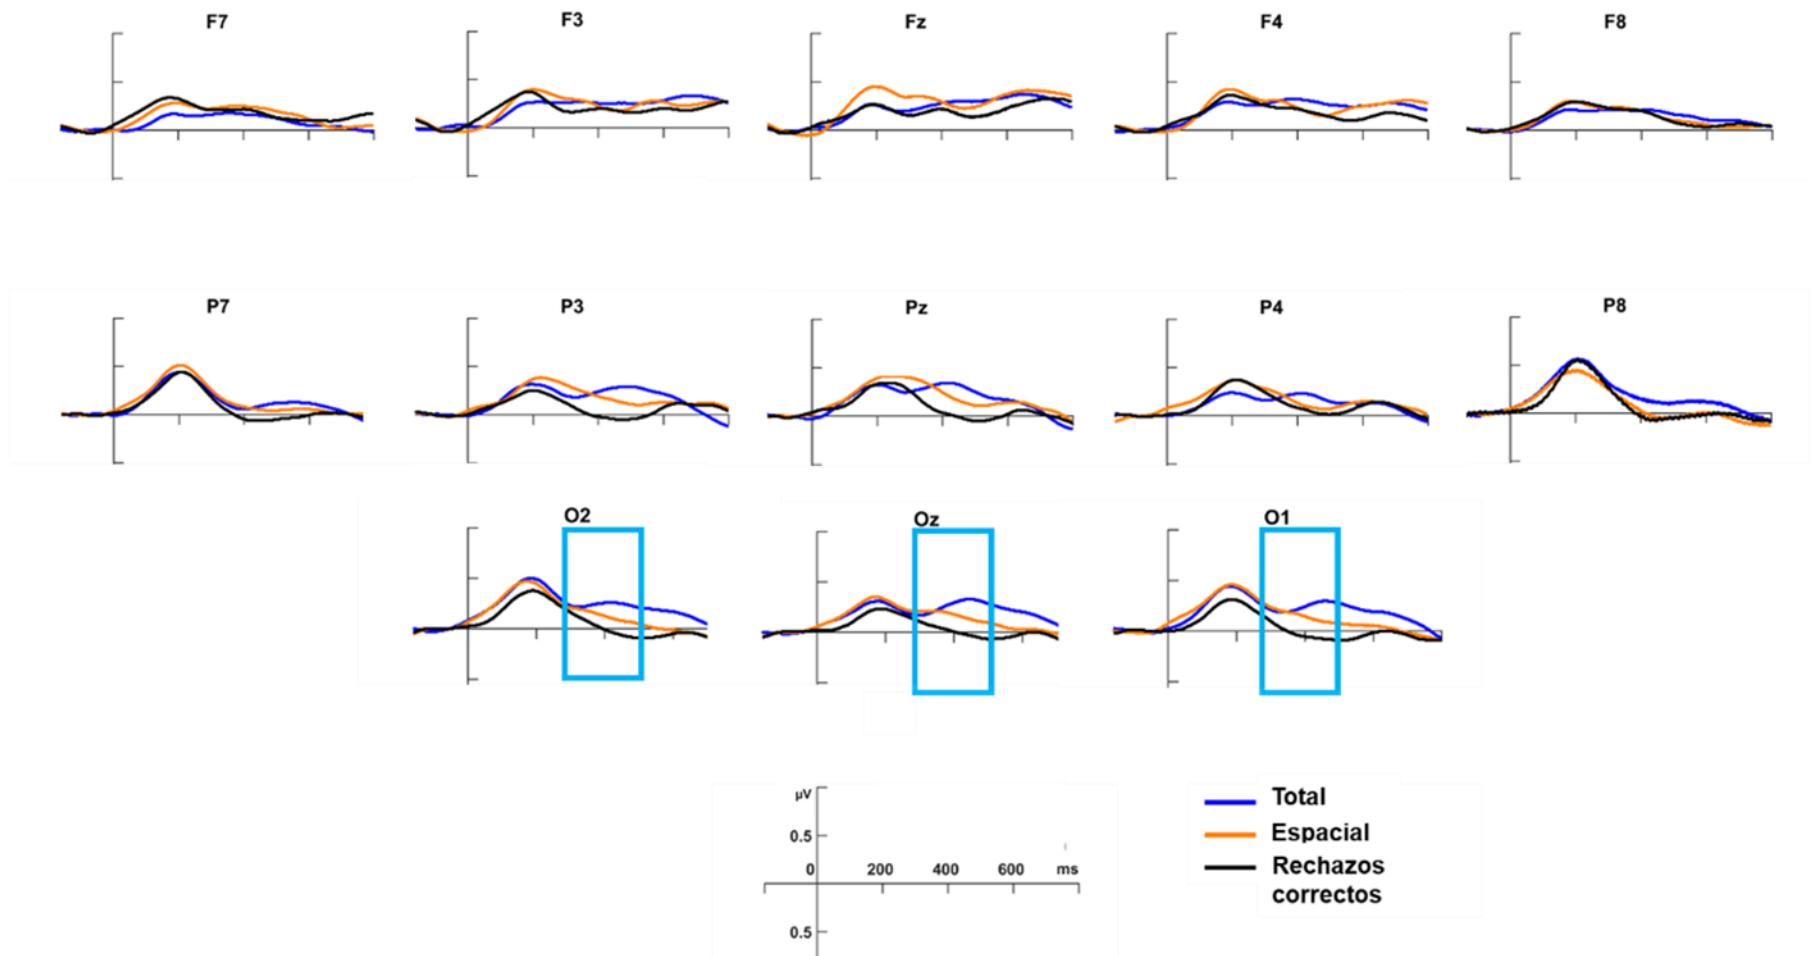 F7
F3
Fz
F4
F8
P7
P3
Pz
P4
P8
O2
Oz
O1
µV
0.5
0 200 400 600 ms
0.5
Total
Espacial
Rechazos
correctos